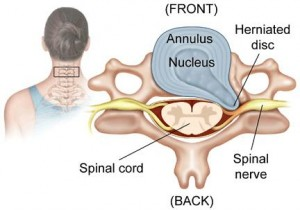 (FRONT)
Annulus
Nucleus
Herniated
disc
Spinal cord
Spinal
nerve
(BACK)